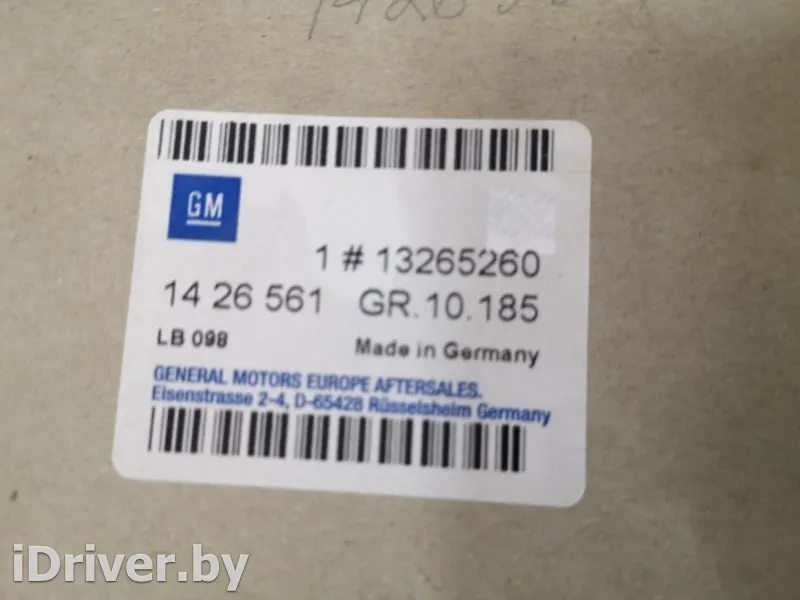 GM
1 # 13265260
14 26 561 GR.10.185
LB 098 Made in Germany
GENERAL MOTORS EUROPE AFTERSALES.
Eisenstrasse 2-4, D-65428 Rüsselsheim Germany
iDriver.by